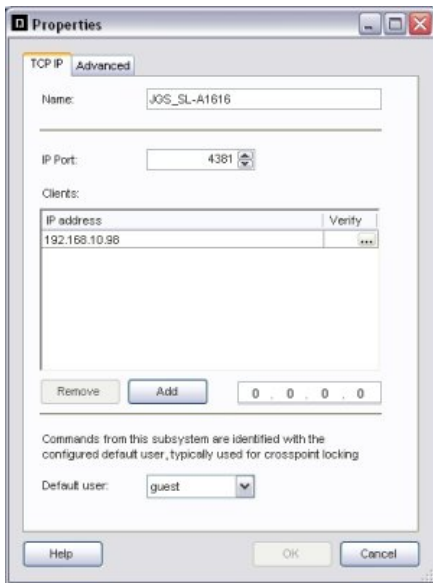 Properties
TCP IP Advanced
Name: JGS_SL-A1616
IP Port: 4381
Clients:
IP address Verify
192.168.10.98 ...
Remove Add 0 . 0 . 0 . 0
Commands from this subsystem are identified with the
configured default user, typically used for crosspoint locking
Default user: guest
Help OK Cancel